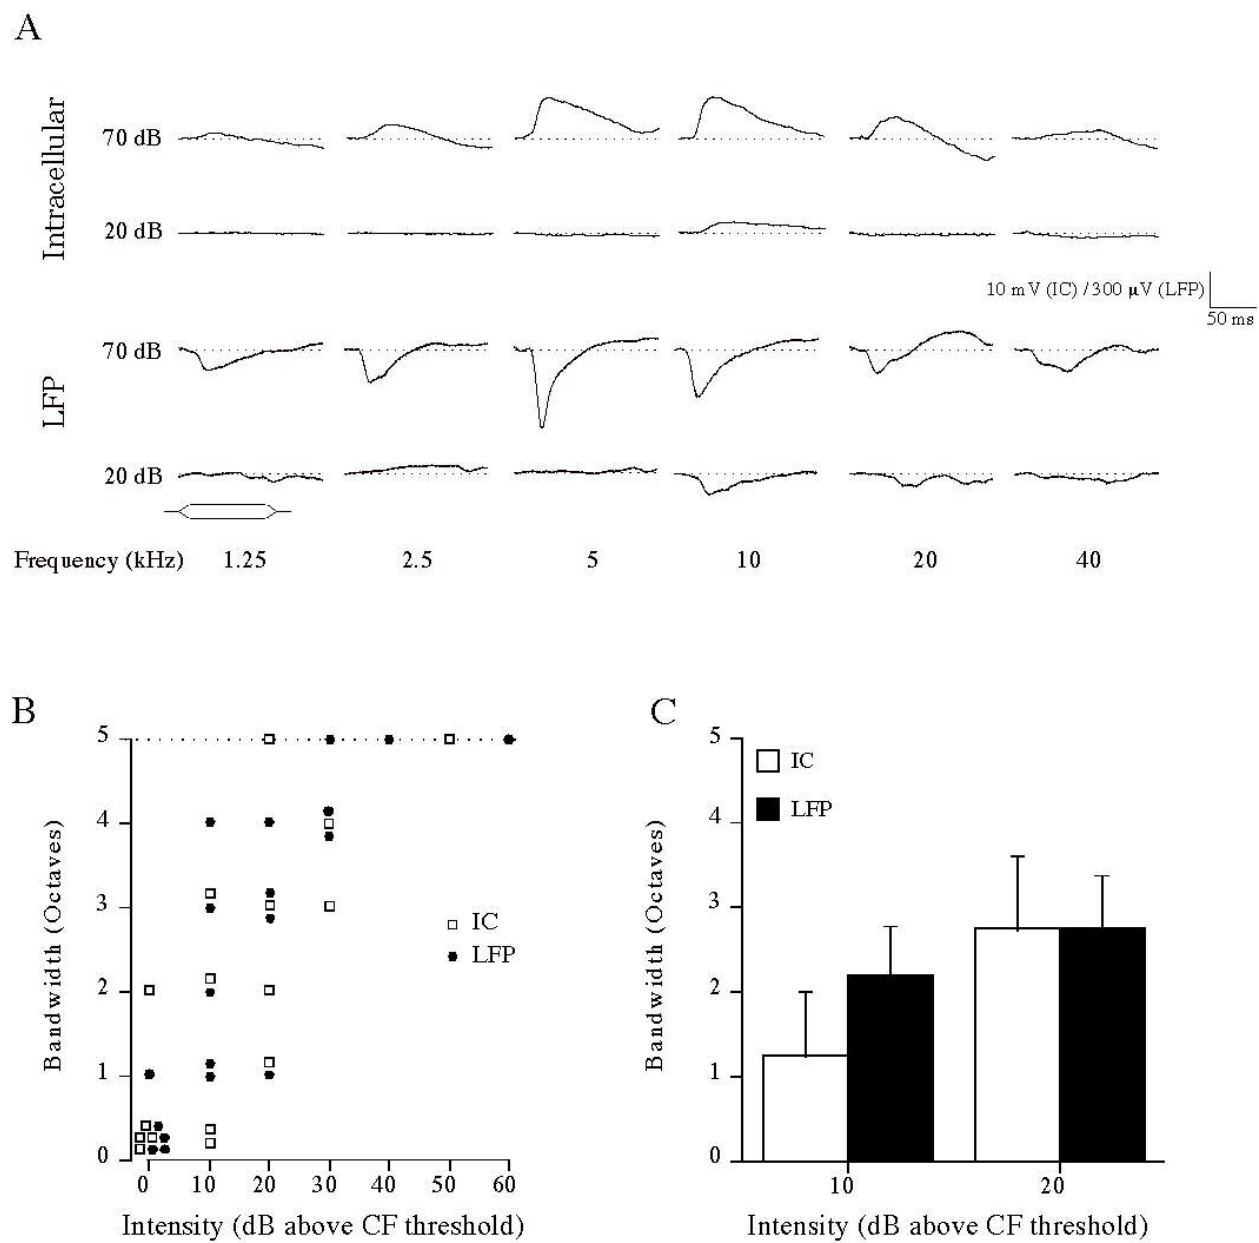 A
Intracellular
70 dB
20 dB
10 mV (IC) / 300 μV (LFP)
50 ms
LFP
70 dB
20 dB
Frequency (kHz) 1.25 2.5 5 10 20 40
B
5
4
3
2
1
0
Bandwidth (Octaves)
IC
LFP
0 10 20 30 40 50 60
Intensity (dB above CF threshold)
C
5
4
3
2
1
0
Bandwidth (Octaves)
IC
LFP
10 20
Intensity (dB above CF threshold)